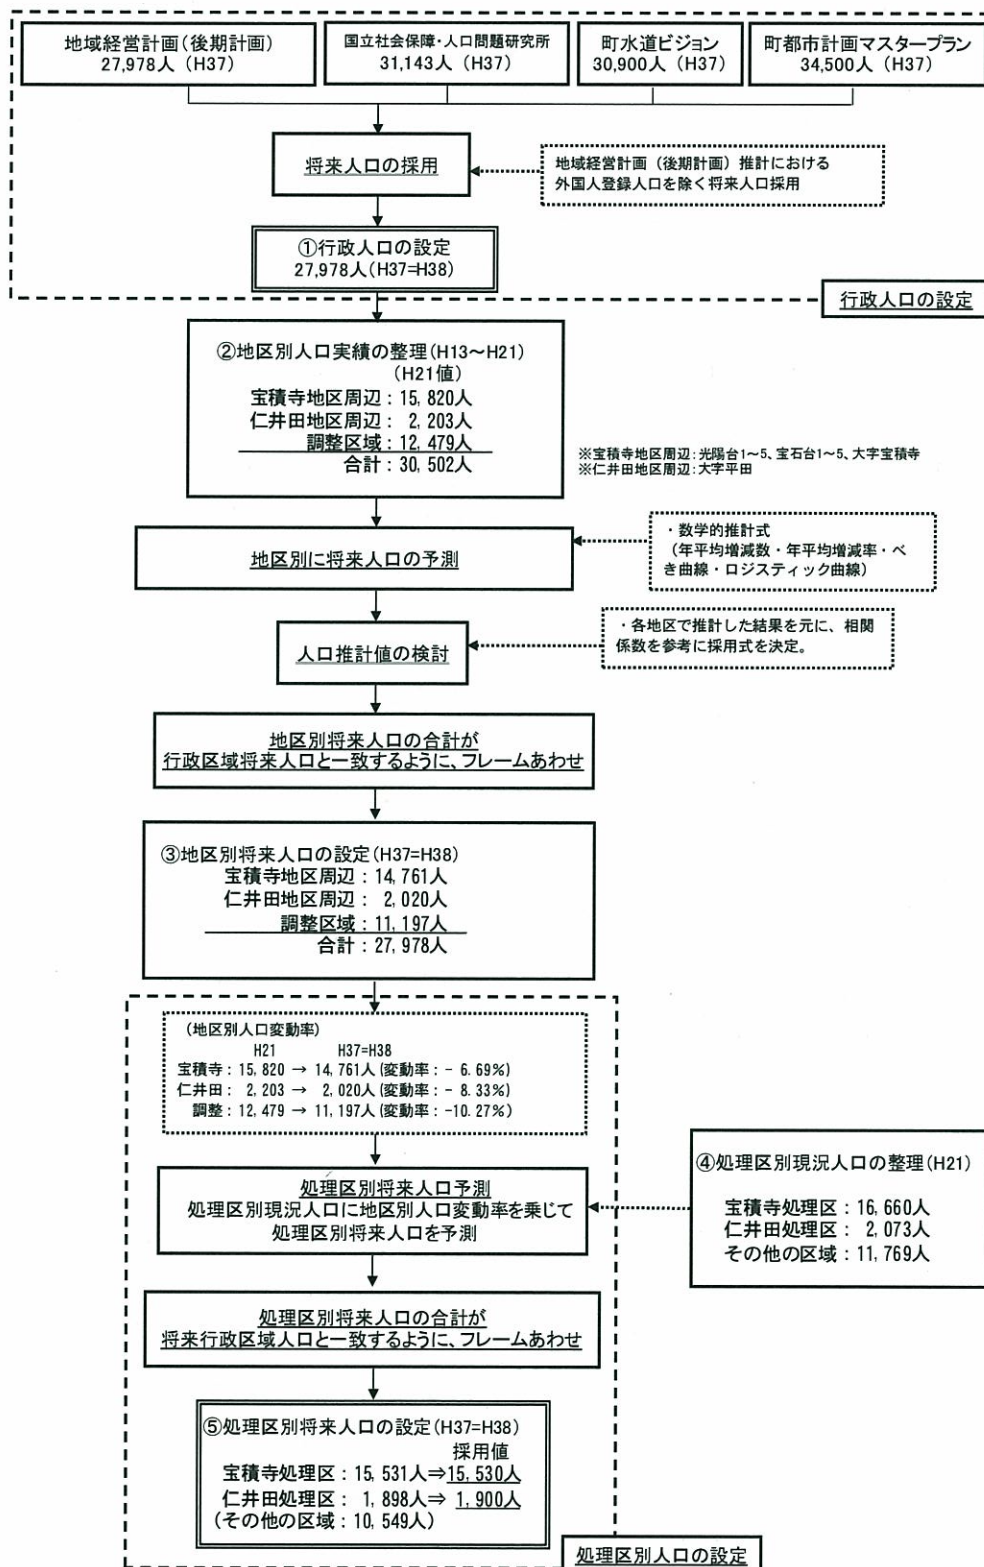 地域経営計画(後期計画)
27,978人 (H37)
国立社会保障・人口問題研究所
31,143人 (H37)
町水道ビジョン
30,900人 (H37)
町都市計画マスタープラン
34,500人 (H37)
将来人口の採用
地域経営計画 (後期計画) 推計における
外国人登録人口を除く将来人口採用
①行政人口の設定
27,978人(H37=H38)
行政人口の設定
②地区別人口実績の整理(H13～H21)
(H21値)
宝積寺地区周辺：15,820人
仁井田地区周辺： 2,203人
調整区域：12,479人
合計：30,502人
※宝積寺地区周辺：光陽台1～5、宝石台1～5、大字宝積寺
※仁井田地区周辺：大字平田
地区別に将来人口の予測
・数学的推計式
(年平均増減数・年平均増減率・べ
き曲線・ロジスティック曲線)
人口推計値の検討
・各地区で推計した結果を元に、相関
係数を参考に採用式を決定。
地区別将来人口の合計が
行政区域将来人口と一致するように、フレームあわせ
③地区別将来人口の設定(H37=H38)
宝積寺地区周辺：14,761人
仁井田地区周辺： 2,020人
調整区域：11,197人
合計：27,978人
(地区別人口変動率)
H21 H37=H38
宝積寺：15,820 → 14,761人(変動率：- 6.69%)
仁井田： 2,203 → 2,020人(変動率：- 8.33%)
調整：12,479 → 11,197人(変動率：-10.27%)
処理区別将来人口予測
処理区別現況人口に地区別人口変動率を乗じて
処理区別将来人口を予測
④処理区別現況人口の整理(H21)
宝積寺処理区：16,660人
仁井田処理区： 2,073人
その他の区域：11,769人
処理区別将来人口の合計が
将来行政区域人口と一致するように、フレームあわせ
⑤処理区別将来人口の設定(H37=H38)
採用値
宝積寺処理区：15,531人⇒15,530人
仁井田処理区： 1,898人⇒ 1,900人
(その他の区域：10,549人)
処理区別人口の設定